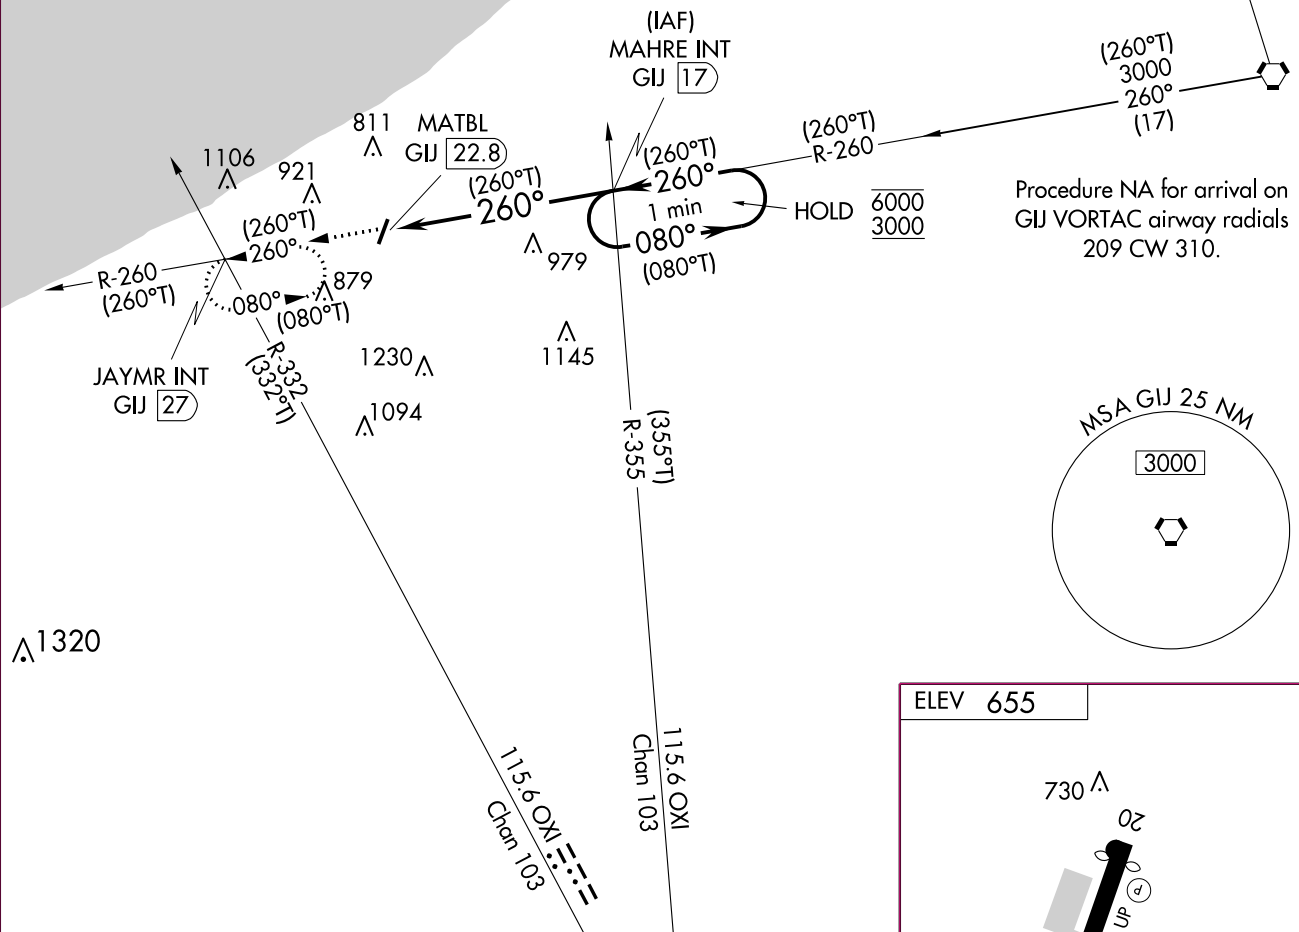 (IAF)
MAHRE INT
GIJ 17
(260°T)
3000
260°
(17)
811
MATBL
GIJ 22.8
(260°T)
R-260
1106
921
(260°T)
260°
(260°T)
260°
1 min
080°
(080°T)
HOLD
6000
3000
Procedure NA for arrival on
GIJ VORTAC airway radials
209 CW 310.
979
(260°T)
260°
R-260
(260°T)
879
080°
(080°T)
1145
1230
R-332
(332°T)
JAYMR INT
GIJ 27
1094
R-355
(355°T)
MSA GIJ 25 NM
3000
1320
ELEV 655
115.6 OXI
Chan 103
115.6 OXI
Chan 103
730
20
P
UP